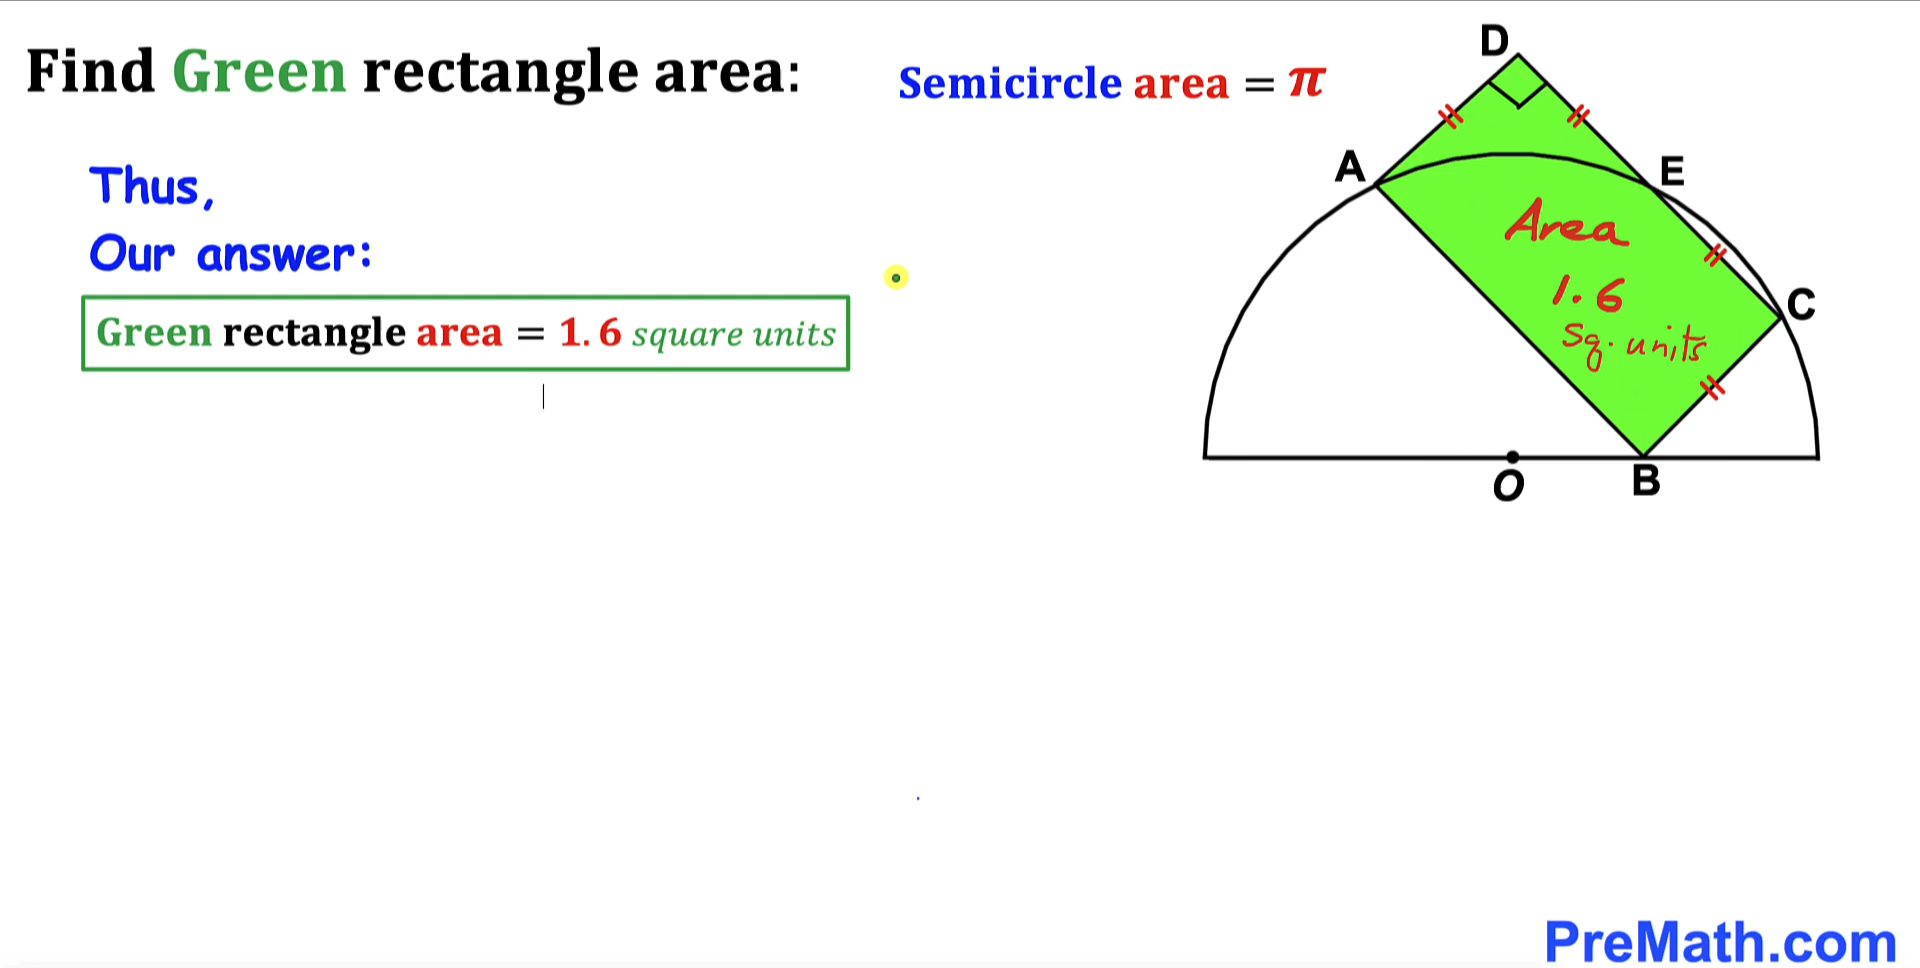 Find Green rectangle area:
Semicircle area = π
Thus,
Our answer:
Green rectangle area = 1.6 square units
D
A
E
Area
1.6
Sq. units
C
O
B
PreMath.com